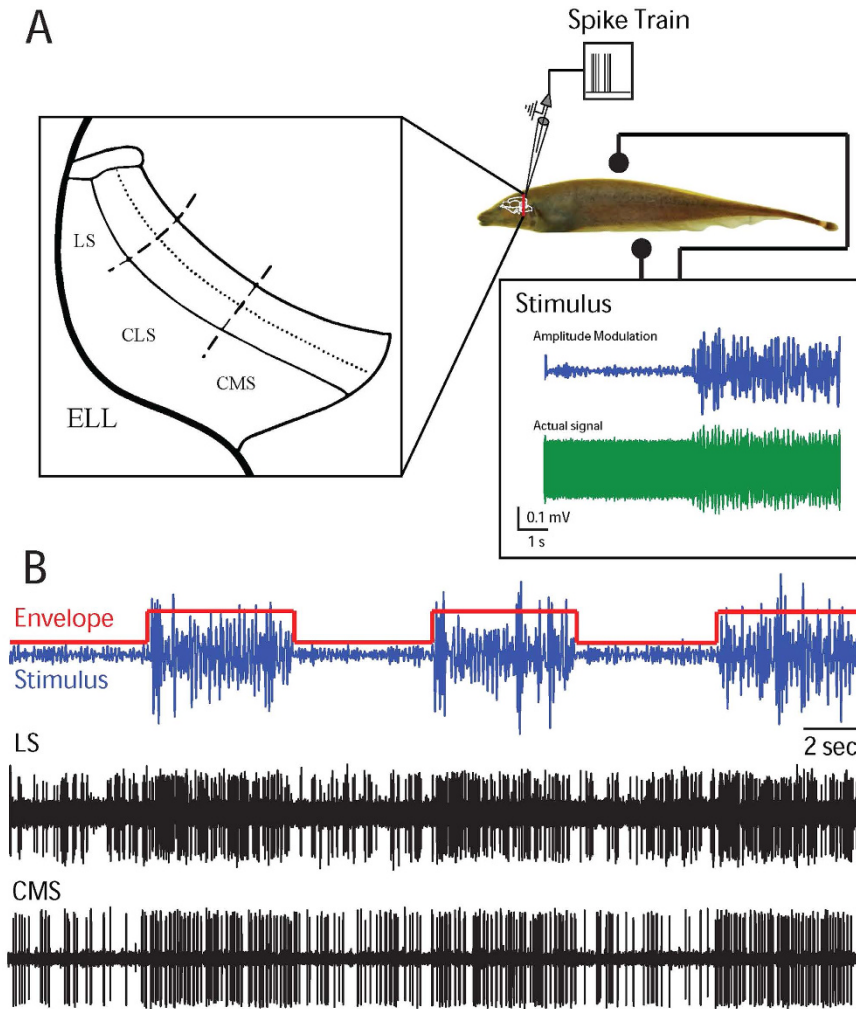 A
Spike Train
LS
CLS
CMS
ELL
Stimulus
Amplitude Modulation
Actual signal
0.1 mV
1 s
B
Envelope
Stimulus
2 sec
LS
CMS